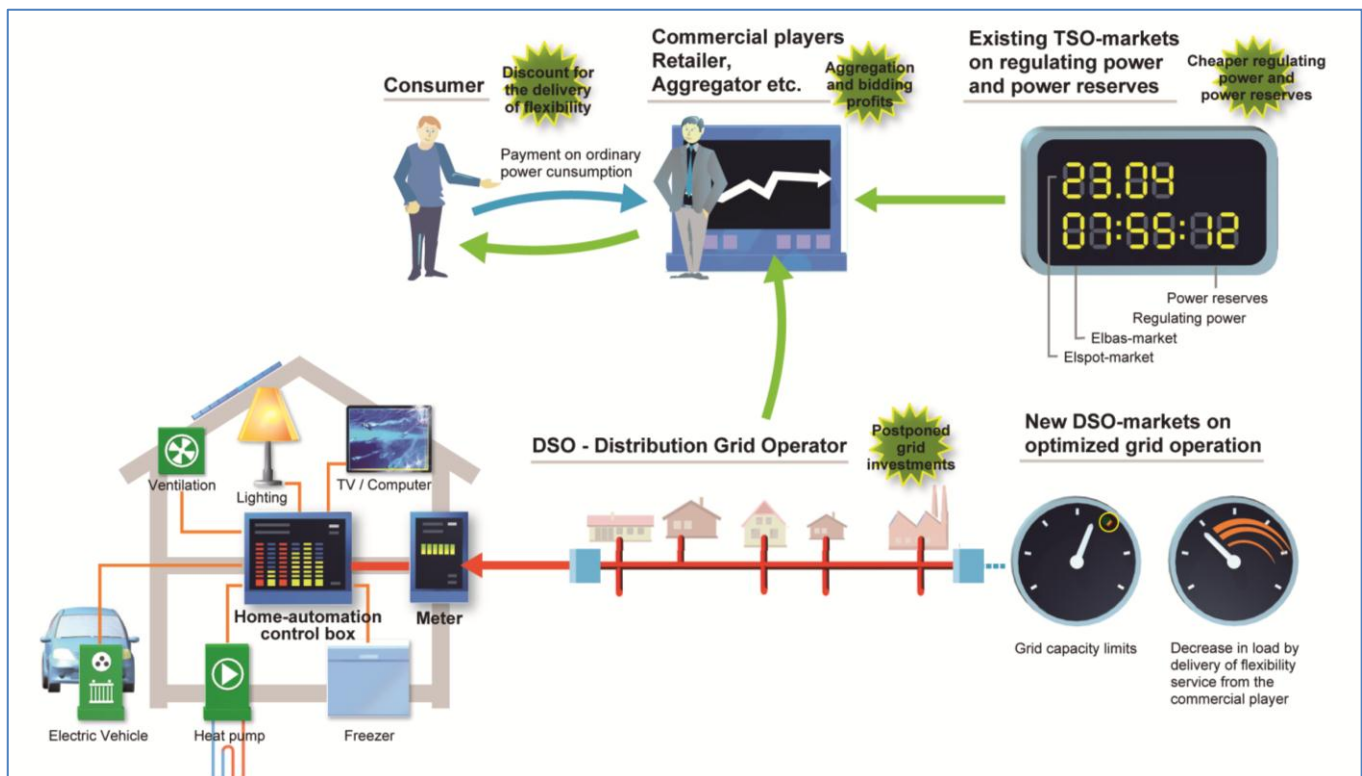 Consumer
Discount for
the delivery
of flexibility
Commercial players
Retailer,
Aggregator etc.
Aggregation
and bidding
profits
Existing TSO-markets
on regulating power
and power reserves
Cheaper regulating
power and
power reserves
Payment on ordinary
power cunsumption
23.04
07:55:12
Power reserves
Regulating power
Elbas-market
Elspot-market
DSO - Distribution Grid Operator
Postponed
grid
investments
New DSO-markets on
optimized grid operation
Ventilation
Lighting
TV / Computer
Home-automation
control box
Meter
Electric Vehicle
Heat pump
Freezer
Grid capacity limits
Decrease in load by
delivery of flexibility
service from the
commercial player